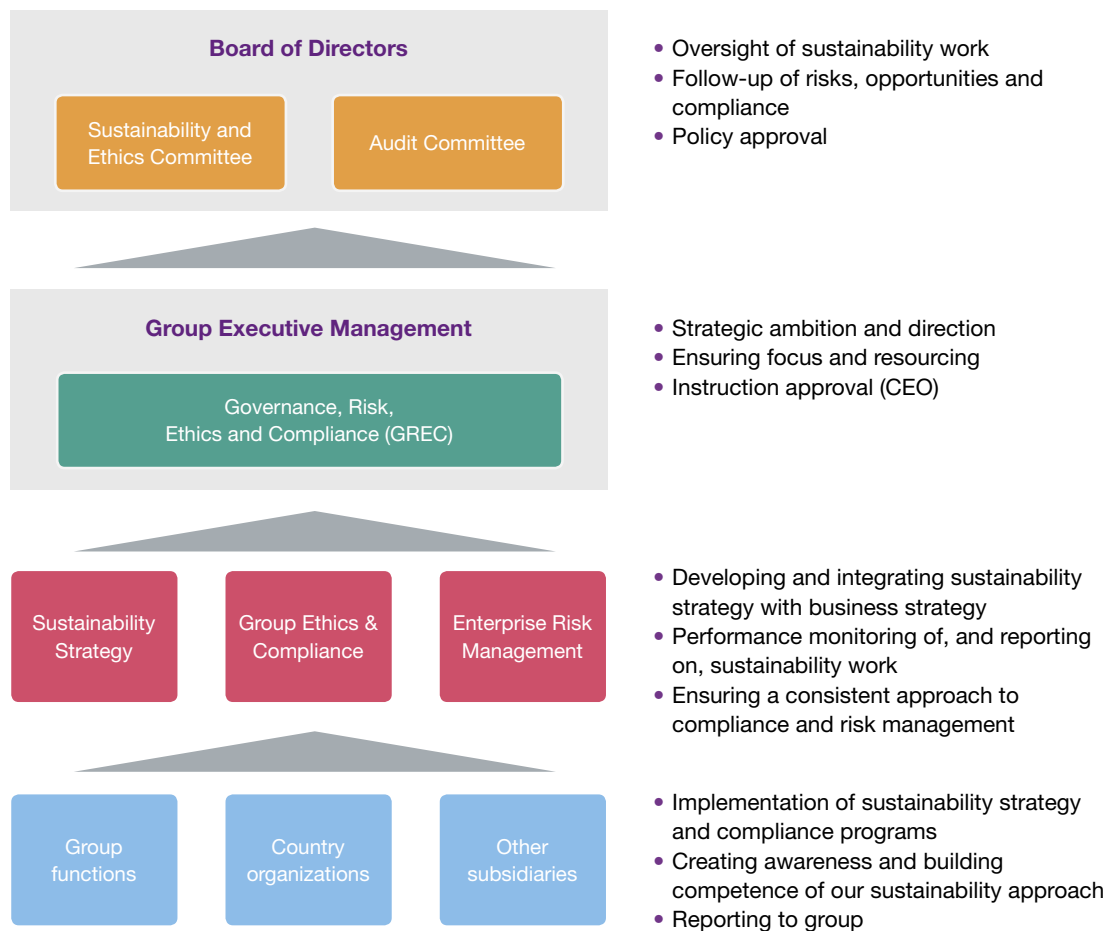 Board of Directors
Sustainability and
Ethics Committee
Audit Committee
• Oversight of sustainability work
• Follow-up of risks, opportunities and
compliance
• Policy approval
Group Executive Management
Governance, Risk,
Ethics and Compliance (GREC)
• Strategic ambition and direction
• Ensuring focus and resourcing
• Instruction approval (CEO)
Sustainability
Strategy
Group Ethics &
Compliance
Enterprise Risk
Management
• Developing and integrating sustainability
strategy with business strategy
• Performance monitoring of, and reporting
on, sustainability work
• Ensuring a consistent approach to
compliance and risk management
Group
functions
Country
organizations
Other
subsidiaries
• Implementation of sustainability strategy
and compliance programs
• Creating awareness and building
competence of our sustainability approach
• Reporting to group